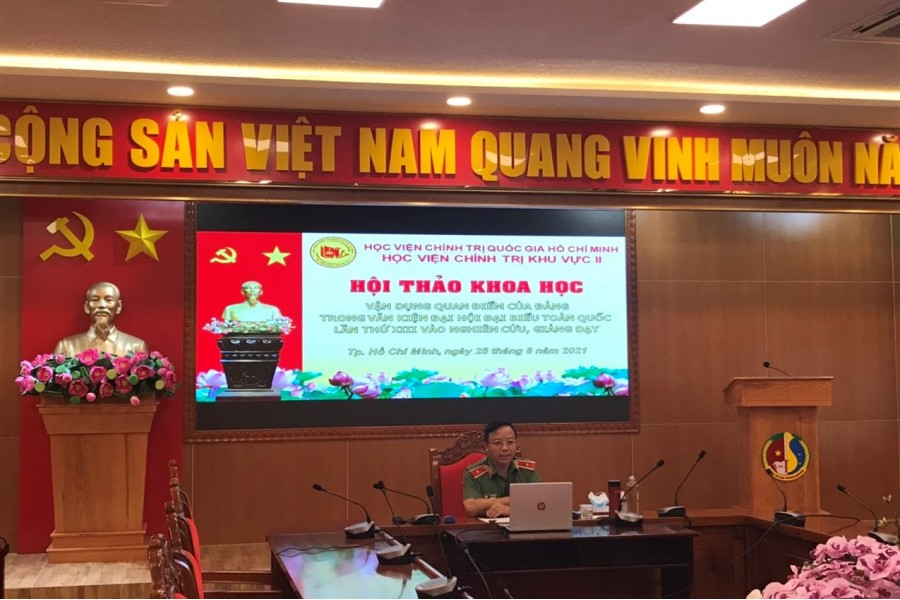 CỘNG SẢN VIỆT NAM QUANG VINH MUÔN NĂ
HỌC VIỆN CHÍNH TRỊ QUỐC GIA HỒ CHÍ MINH
HỌC VIỆN CHÍNH TRỊ KHU VỰC II
HỘI THẢO KHOA HỌC
VẬN DỤNG QUAN ĐIỂM CỦA ĐẢNG
TRONG VĂN KIỆN ĐẠI HỘI ĐẠI BIỂU TOÀN QUỐC
LẦN THỨ XIII VÀO NGHIÊN CỨU, GIẢNG DẠY
Tp. Hồ Chí Minh, ngày 25 tháng 8 năm 2021
hp